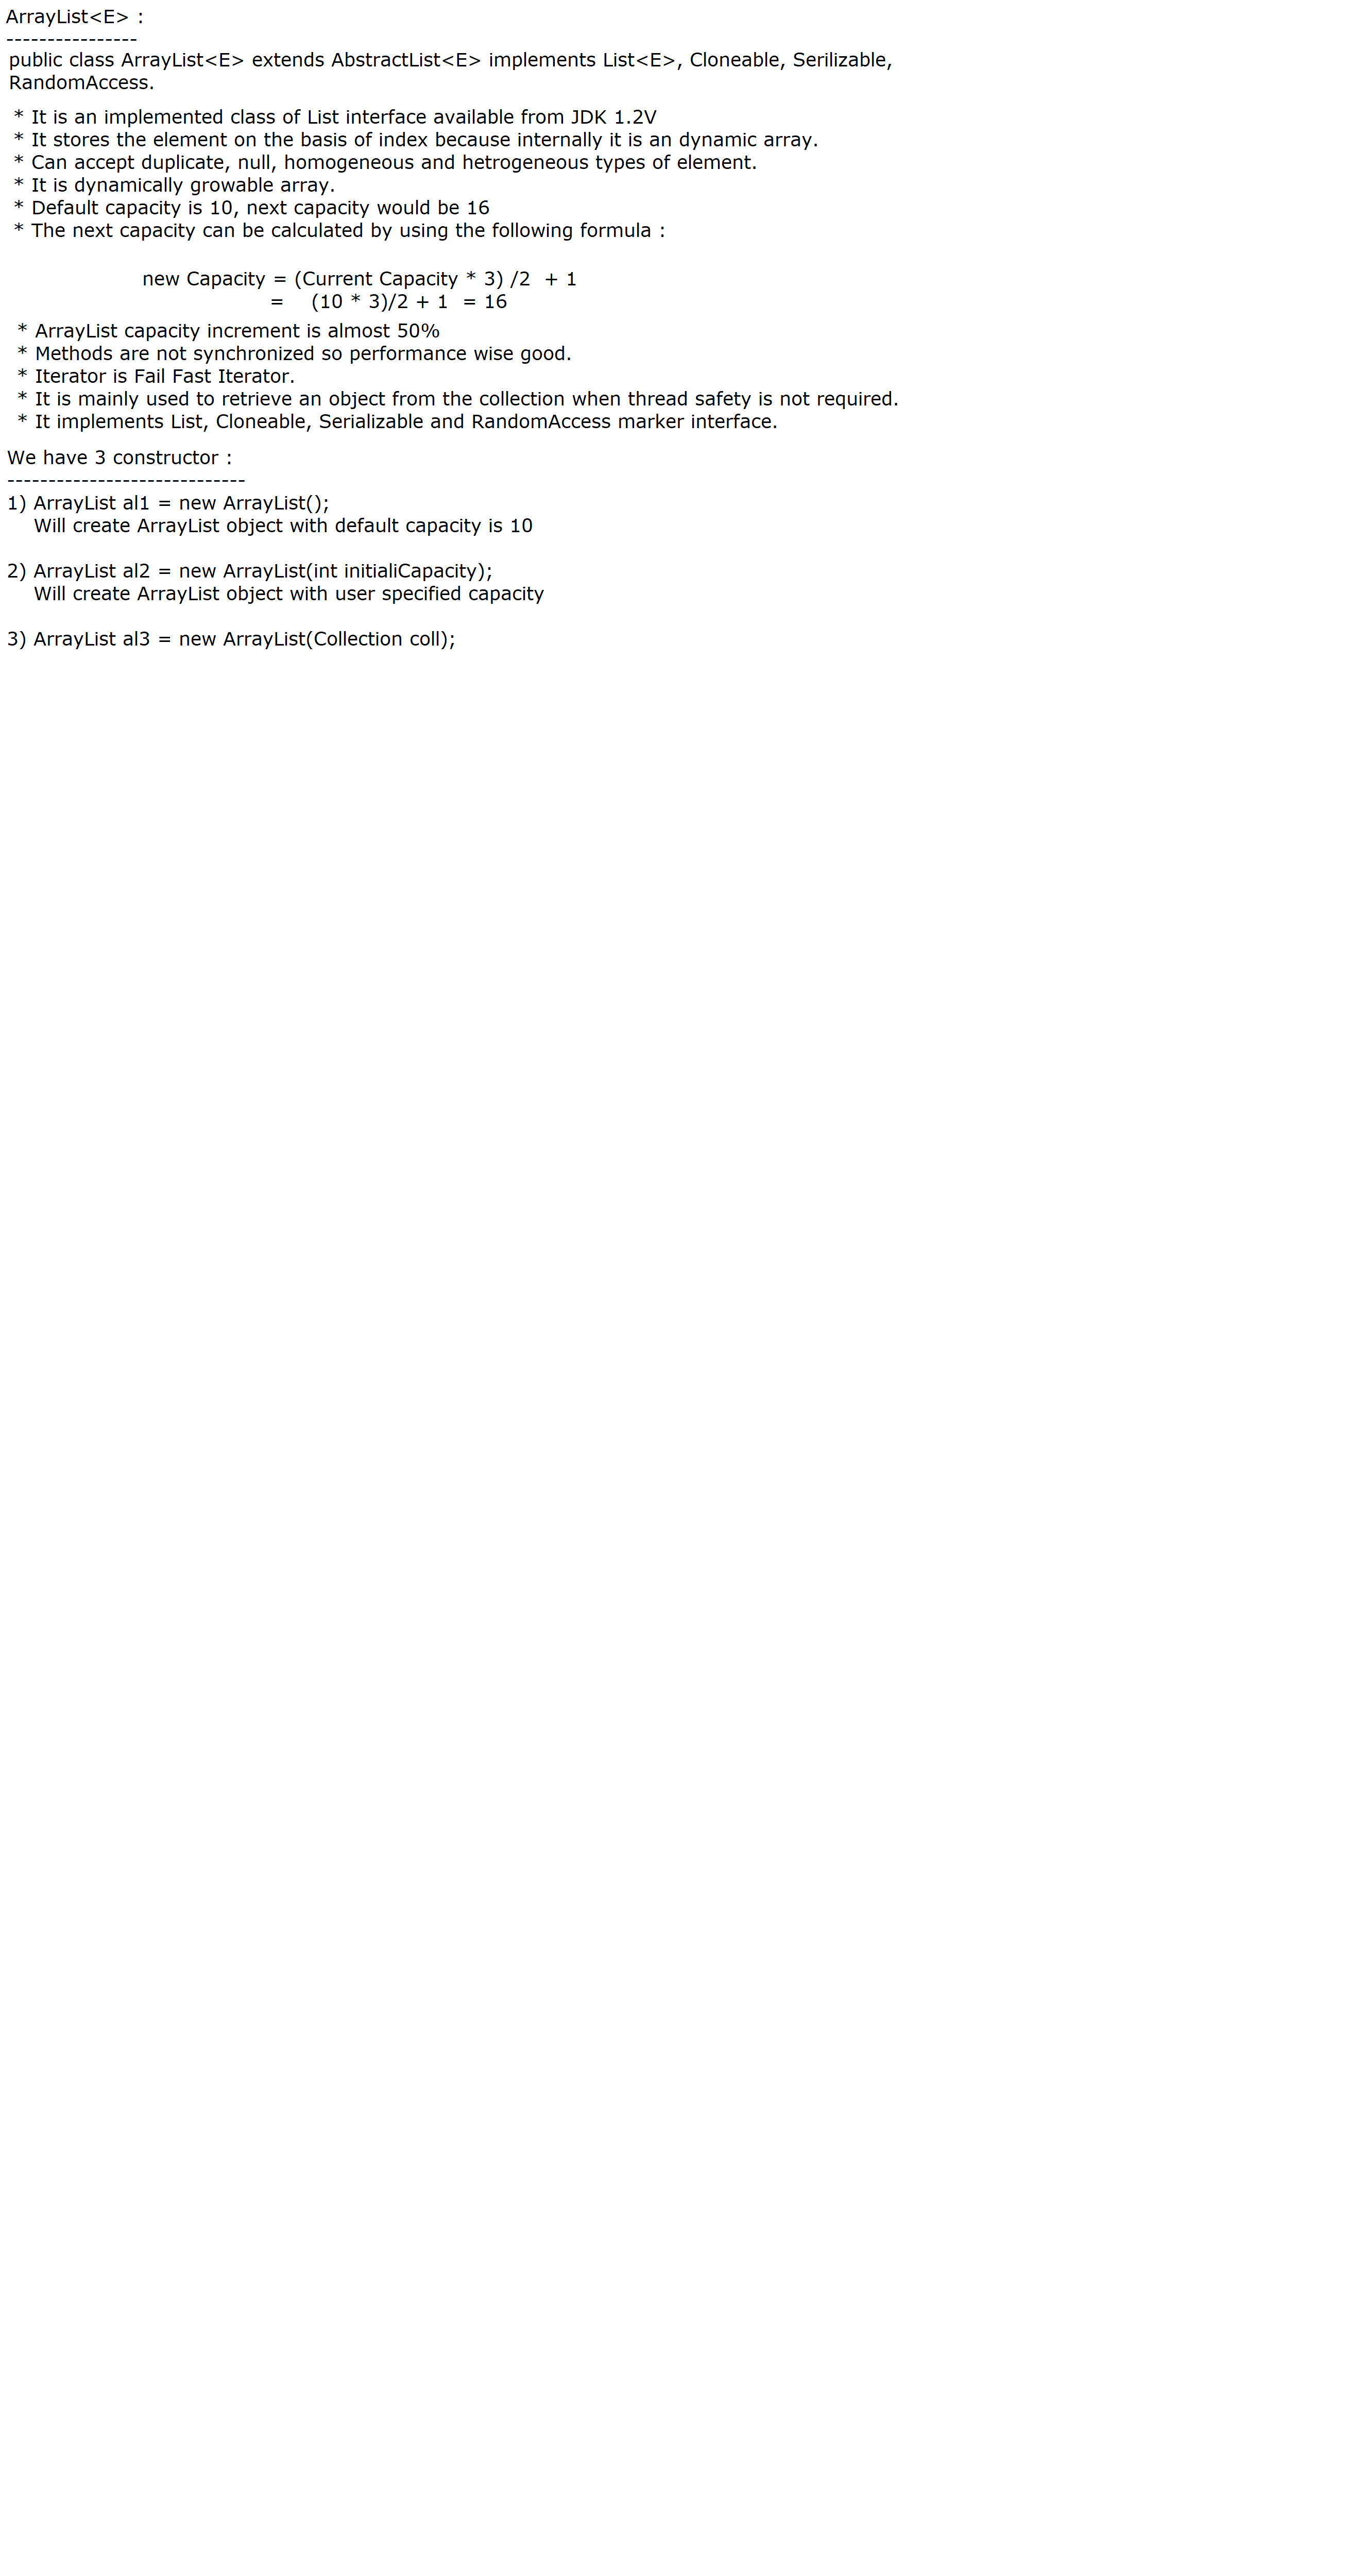 ArrayList<E> :
----------------
public class ArrayList<E> extends AbstractList<E> implements List<E>, Cloneable, Serilizable,
RandomAccess.
* It is an implemented class of List interface available from JDK 1.2V
* It stores the element on the basis of index because internally it is an dynamic array.
* Can accept duplicate, null, homogeneous and hetrogeneous types of element.
* It is dynamically growable array.
* Default capacity is 10, next capacity would be 16
* The next capacity can be calculated by using the following formula :
new Capacity = (Current Capacity * 3) /2  + 1
=    (10 * 3)/2 + 1  = 16
* ArrayList capacity increment is almost 50%
* Methods are not synchronized so performance wise good.
* Iterator is Fail Fast Iterator.
* It is mainly used to retrieve an object from the collection when thread safety is not required.
* It implements List, Cloneable, Serializable and RandomAccess marker interface.
We have 3 constructor :
-----------------------------
1) ArrayList al1 = new ArrayList();
Will create ArrayList object with default capacity is 10
2) ArrayList al2 = new ArrayList(int initialiCapacity);
Will create ArrayList object with user specified capacity
3) ArrayList al3 = new ArrayList(Collection coll);